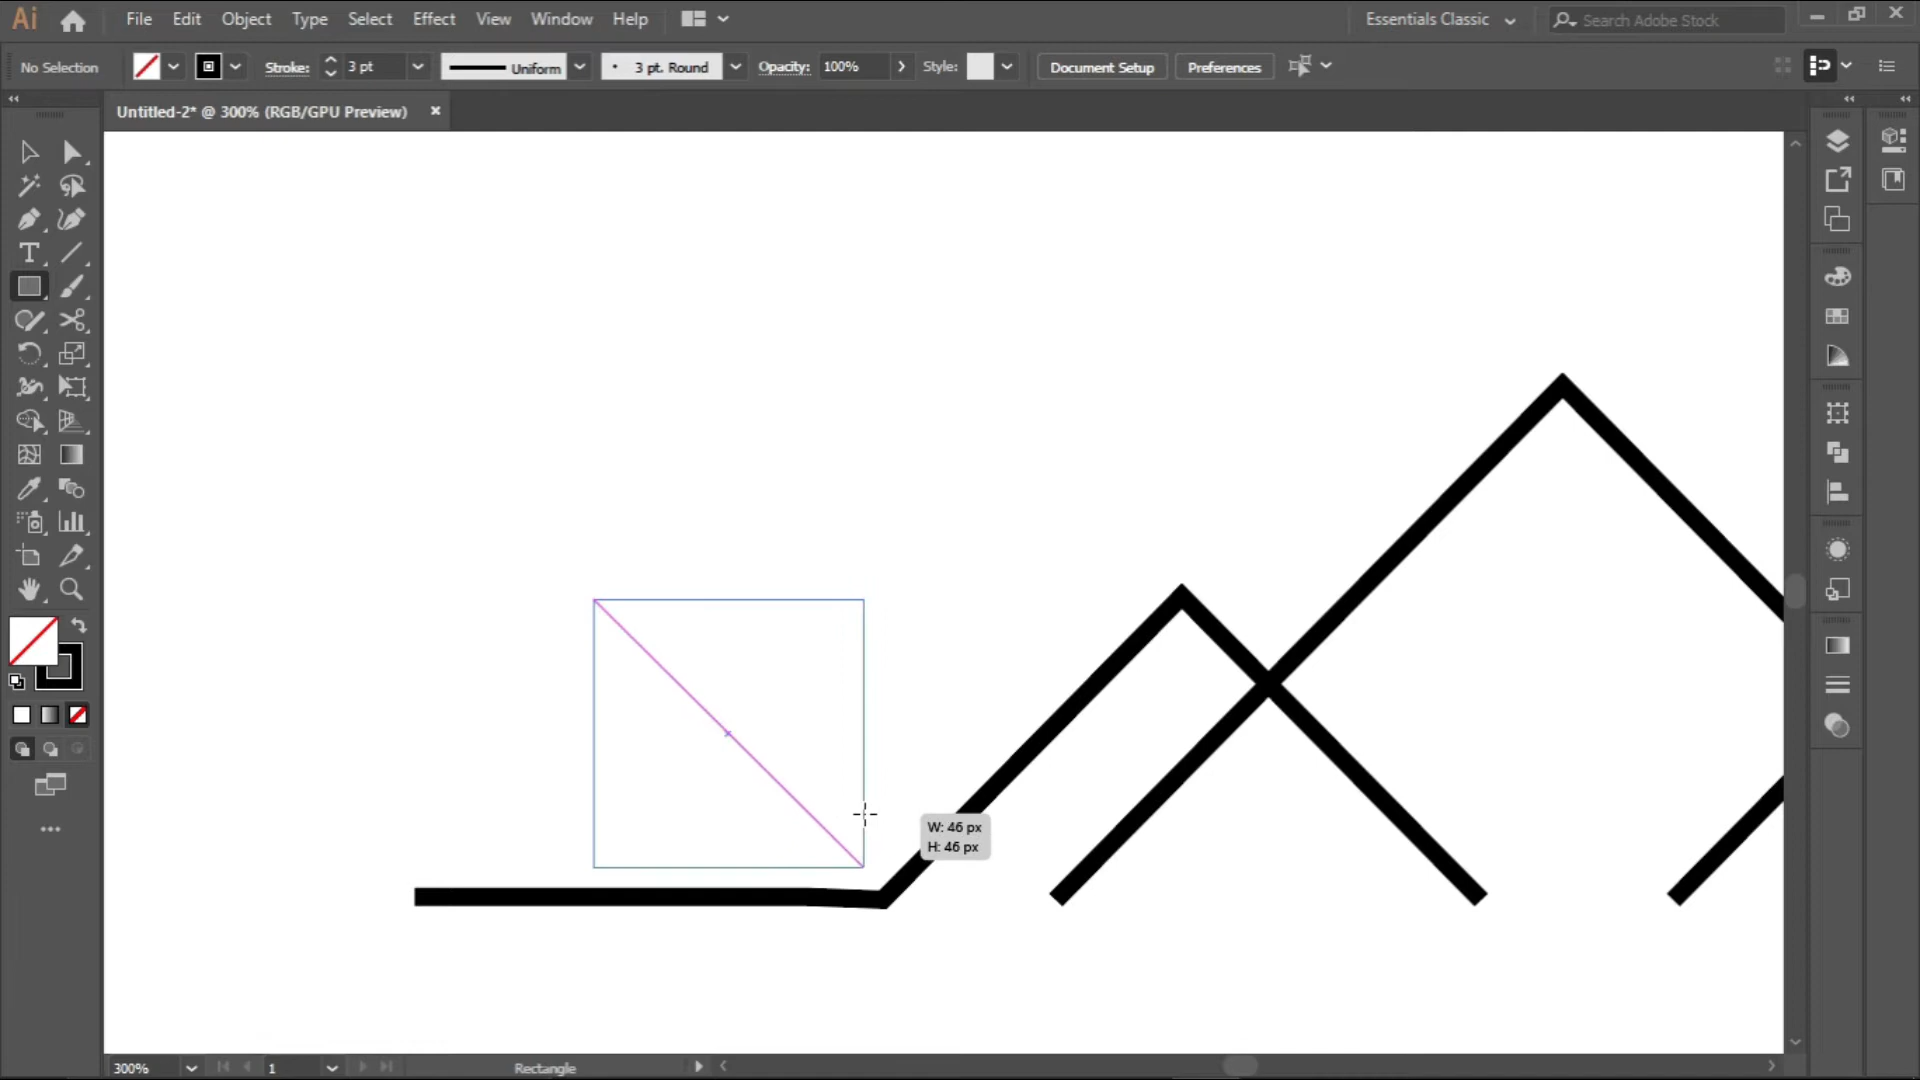 Ai File Edit Object Type Select Effect View Window Help Essentials Classic Search Adobe Stock
No Selection Stroke: 3 pt Uniform 3 pt. Round Opacity: 100% Style: Document Setup Preferences
Untitled-2* @ 300% (RGB/GPU Preview)
W: 46 px
H: 46 px
300% 1 Rectangle